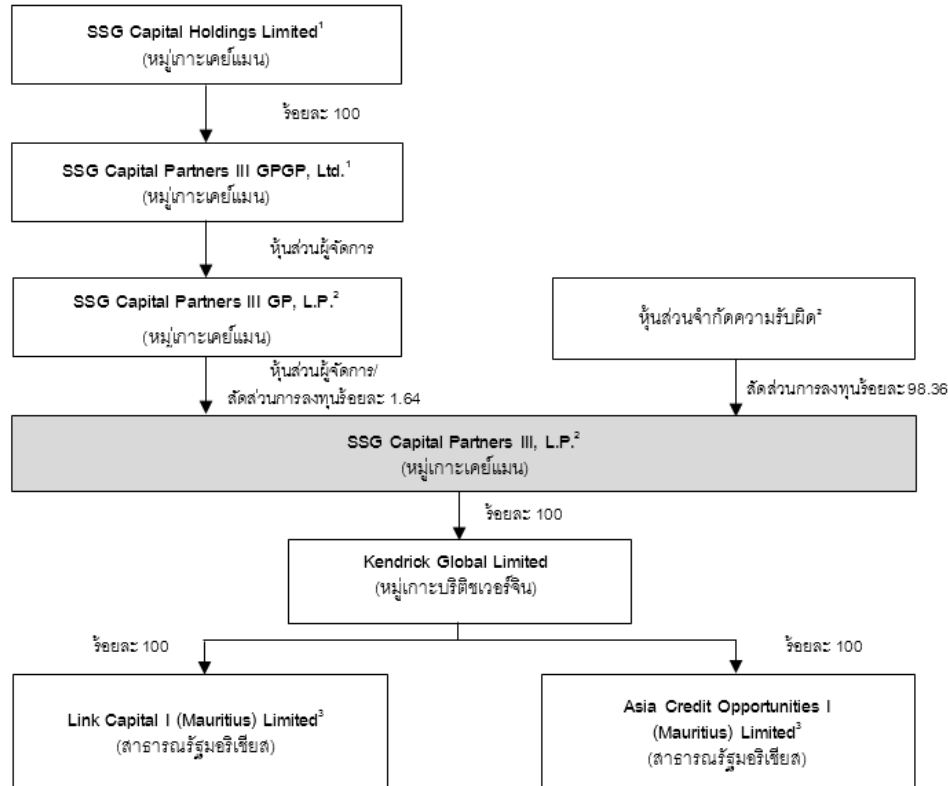 SSG Capital Holdings Limited¹
(หมู่เกาะเคย์แมน)
ร้อยละ 100
SSG Capital Partners III GPGP, Ltd.¹
(หมู่เกาะเคย์แมน)
หุ้นส่วนผู้จัดการ
SSG Capital Partners III GP, L.P.²
(หมู่เกาะเคย์แมน)
หุ้นส่วนจำกัดความรับผิด²
หุ้นส่วนผู้จัดการ/
สัดส่วนการลงทุนร้อยละ 1.64
สัดส่วนการลงทุนร้อยละ 98.36
SSG Capital Partners III, L.P.²
(หมู่เกาะเคย์แมน)
ร้อยละ 100
Kendrick Global Limited
(หมู่เกาะบริติชเวอร์จิน)
ร้อยละ 100
ร้อยละ 100
Link Capital I (Mauritius) Limited³
(สาธารณรัฐมอริเชียส)
Asia Credit Opportunities I
(Mauritius) Limited³
(สาธารณรัฐมอริเชียส)